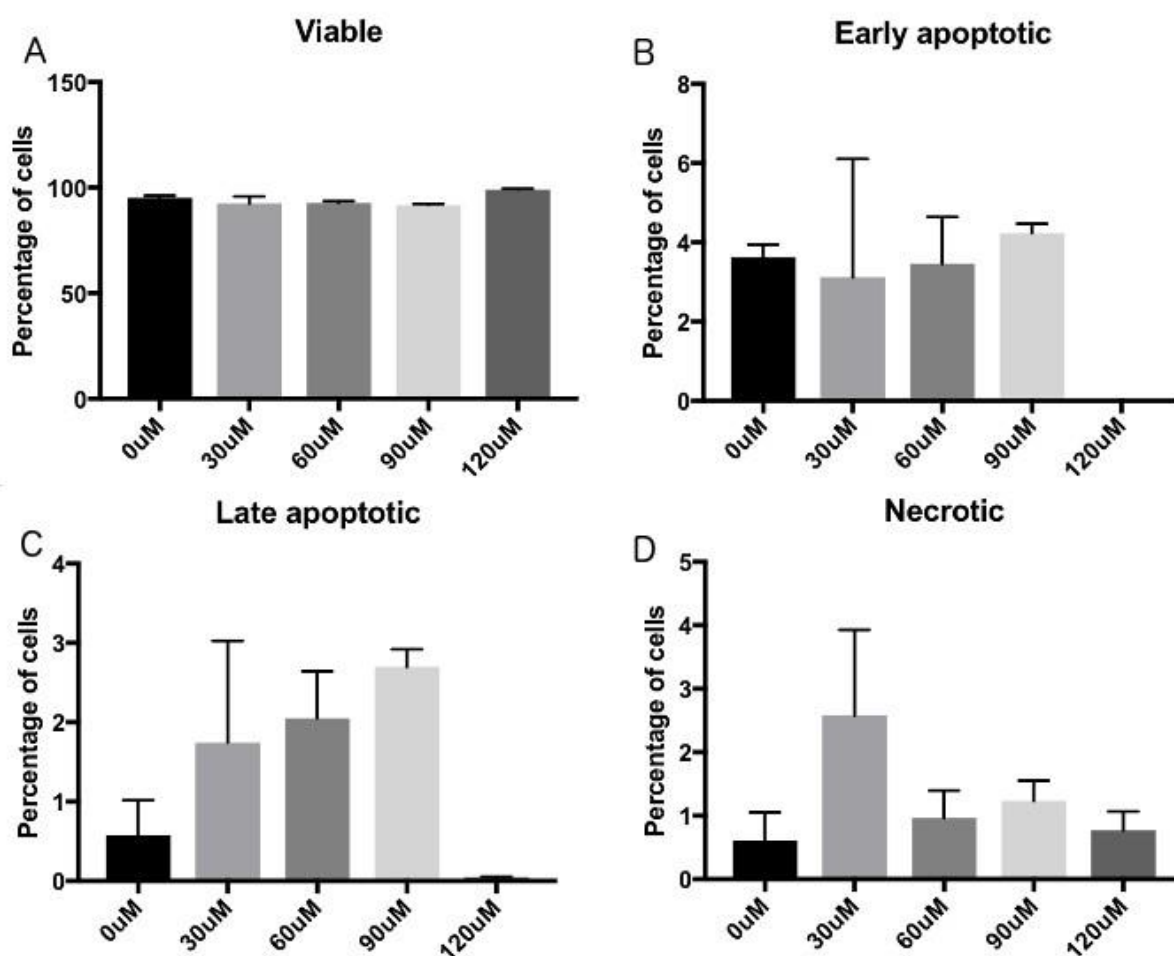 A
Viable
Percentage of cells
150
100
50
0
0uM
30uM
60uM
90uM
120uM
B
Early apoptotic
Percentage of cells
8
6
4
2
0
0uM
30uM
60uM
90uM
120uM
C
Late apoptotic
Percentage of cells
4
3
2
1
0
0uM
30uM
60uM
90uM
120uM
D
Necrotic
Percentage of cells
5
4
3
2
1
0
0uM
30uM
60uM
90uM
120uM